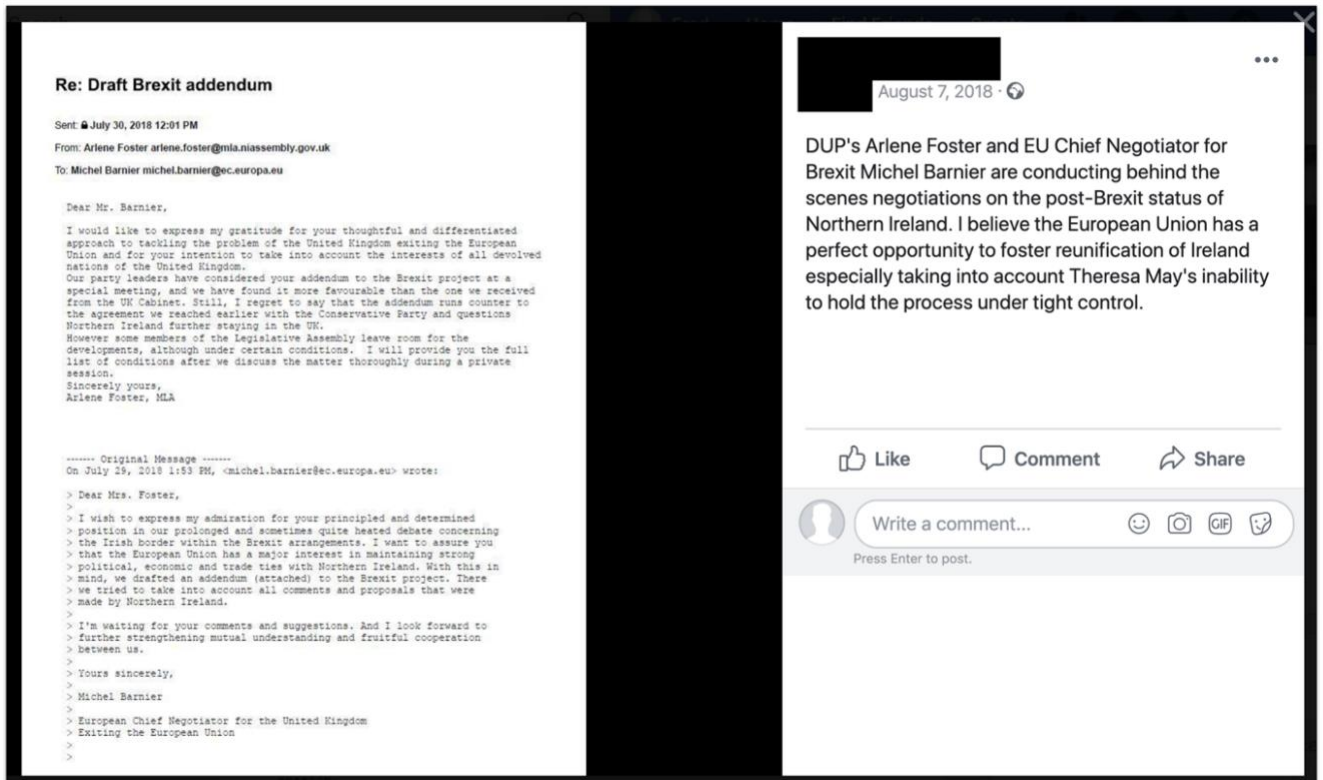 Re: Draft Brexit addendum
Sent: July 30, 2018 12:01 PM
From: Arlene Foster arlene.foster@mla.niassembly.gov.uk
To: Michel Barnier michel.barnier@ec.europa.eu
Dear Mr. Barnier,
I would like to express my gratitude for your thoughtful and differentiated
approach to tackling the problem of the United Kingdom exiting the European
Union and for your intention to take into account the interests of all devolved
nations of the United Kingdom.
Our party leaders have considered your addendum to the Brexit project at a
special meeting, and we have found it more favourable than the one we received
from the UK Cabinet. Still, I regret to say that the addendum runs counter to
the agreement we reached earlier with the Conservative Party and questions
Northern Ireland further staying in the UK.
However some members of the Legislative Assembly leave room for the
developments, although under certain conditions.  I will provide you the full
list of conditions after we discuss the matter thoroughly during a private
session.
Sincerely yours,
Arlene Foster, MLA
------- Original Message -------
On July 29, 2018 1:53 PM, <michel.barnier@ec.europa.eu> wrote:
> Dear Mrs. Foster,
>
> I wish to express my admiration for your principled and determined
> position in our prolonged and sometimes quite heated debate concerning
> the Irish border within the Brexit arrangements. I want to assure you
> that the European Union has a major interest in maintaining strong
> political, economic and trade ties with Northern Ireland. With this in
> mind, we drafted an addendum (attached) to the Brexit project. There
> we tried to take into account all comments and proposals that were
> made by Northern Ireland.
>
> I'm waiting for your comments and suggestions. And I look forward to
> further strengthening mutual understanding and fruitful cooperation
> between us.
>
> Yours sincerely,
>
> Michel Barnier
>
> European Chief Negotiator for the United Kingdom
> Exiting the European Union
>
>
August 7, 2018 ·
DUP's Arlene Foster and EU Chief Negotiator for
Brexit Michel Barnier are conducting behind the
scenes negotiations on the post-Brexit status of
Northern Ireland. I believe the European Union has a
perfect opportunity to foster reunification of Ireland
especially taking into account Theresa May's inability
to hold the process under tight control.
Like Comment Share
Write a comment... GIF
Press Enter to post.